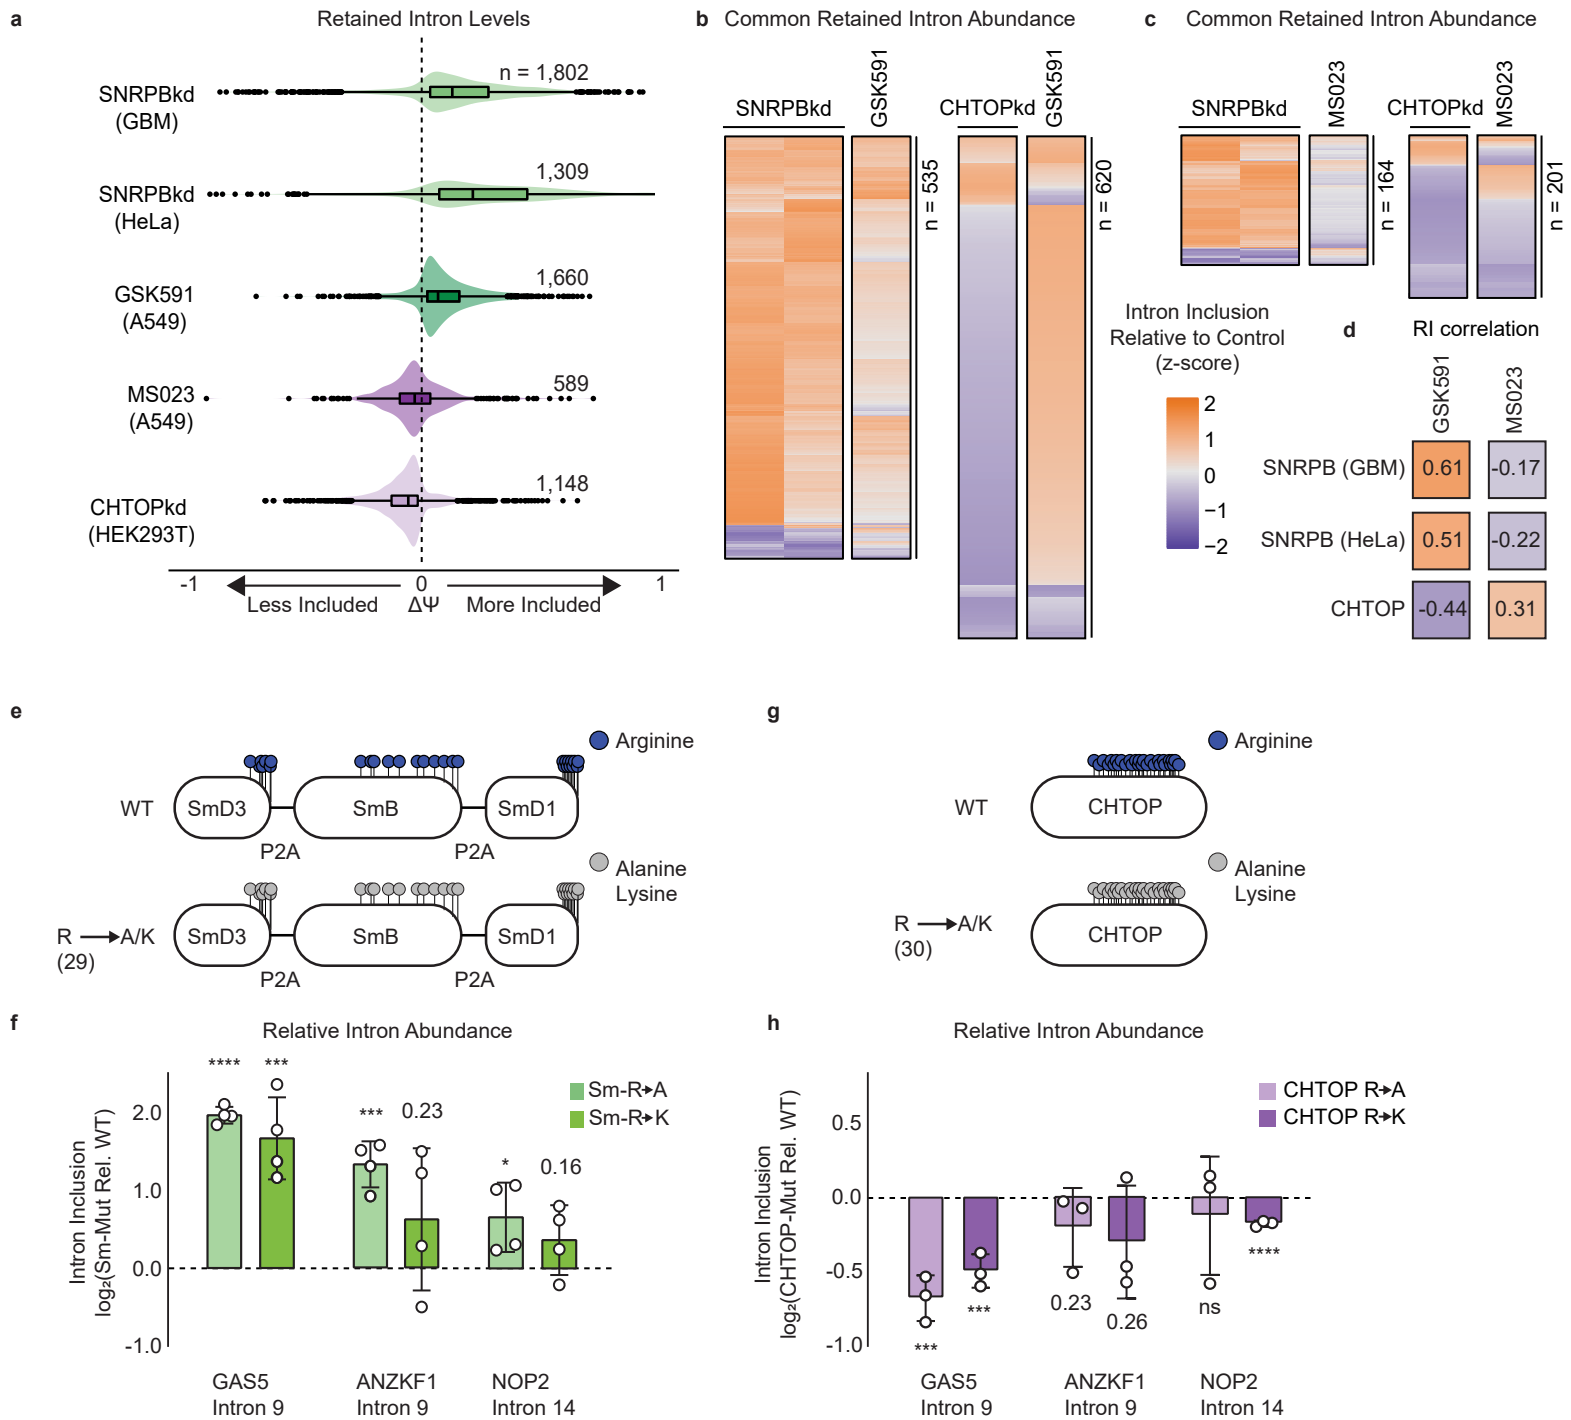 a
Retained Intron Levels
n = 1,802
SNRPBkd
(GBM)
1,309
SNRPBkd
(HeLa)
1,660
GSK591
(A549)
589
MS023
(A549)
1,148
CHTOPkd
(HEK293T)
-1
0
1
Less Included
ΔΨ
More Included
b
Common Retained Intron Abundance
SNRPBkd
GSK591
n = 535
CHTOPkd
GSK591
n = 620
c
Common Retained Intron Abundance
SNRPBkd
MS023
n = 164
CHTOPkd
MS023
n = 201
Intron Inclusion
Relative to Control
(z-score)
2
1
0
−1
−2
d
RI correlation
GSK591
MS023
SNRPB (GBM)
0.61
-0.17
SNRPB (HeLa)
0.51
-0.22
CHTOP
-0.44
0.31
e
Arginine
WT
SmD3
SmB
SmD1
P2A
P2A
Alanine
Lysine
R
A/K
(29)
SmD3
SmB
SmD1
P2A
P2A
g
Arginine
WT
CHTOP
Alanine
Lysine
R
A/K
(30)
CHTOP
f
Relative Intron Abundance
Intron Inclusion
log₂(Sm-Mut Rel. WT)
2.0
1.0
0.0
-1.0
****
***
***
0.23
*
0.16
Sm-R→A
Sm-R→K
GAS5
Intron 9
ANZKF1
Intron 9
NOP2
Intron 14
h
Relative Intron Abundance
Intron Inclusion
log₂(CHTOP-Mut Rel. WT)
0.5
0.0
-0.5
-1.0
CHTOP R→A
CHTOP R→K
***
***
0.23
0.26
ns
****
GAS5
Intron 9
ANZKF1
Intron 9
NOP2
Intron 14